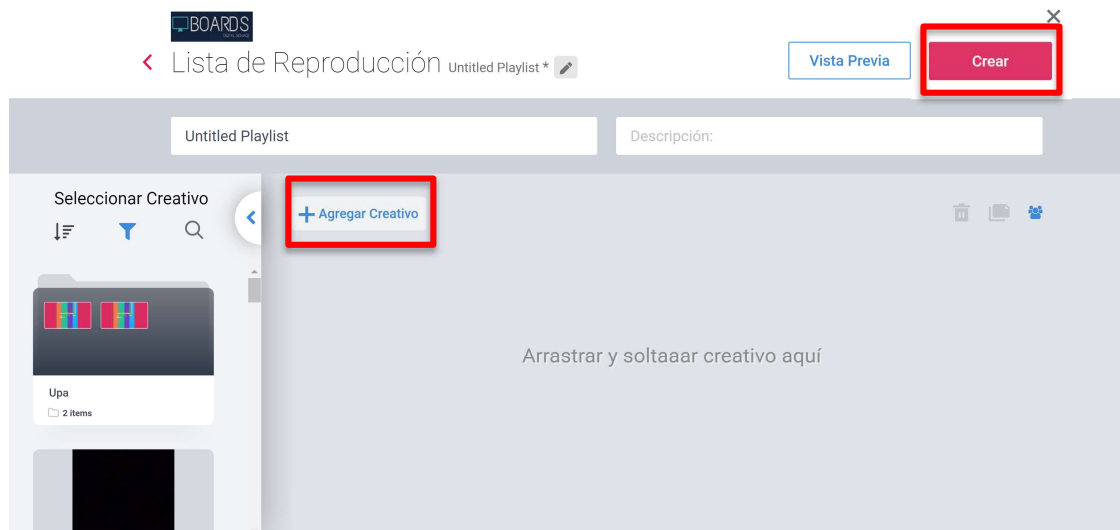 BOARDS
Lista de Reproducción Untitled Playlist *
Vista Previa
Crear
Untitled Playlist
Descripción:
Seleccionar Creativo
Agregar Creativo
Arrastrar y soltaaar creativo aquí
Upa
2 items